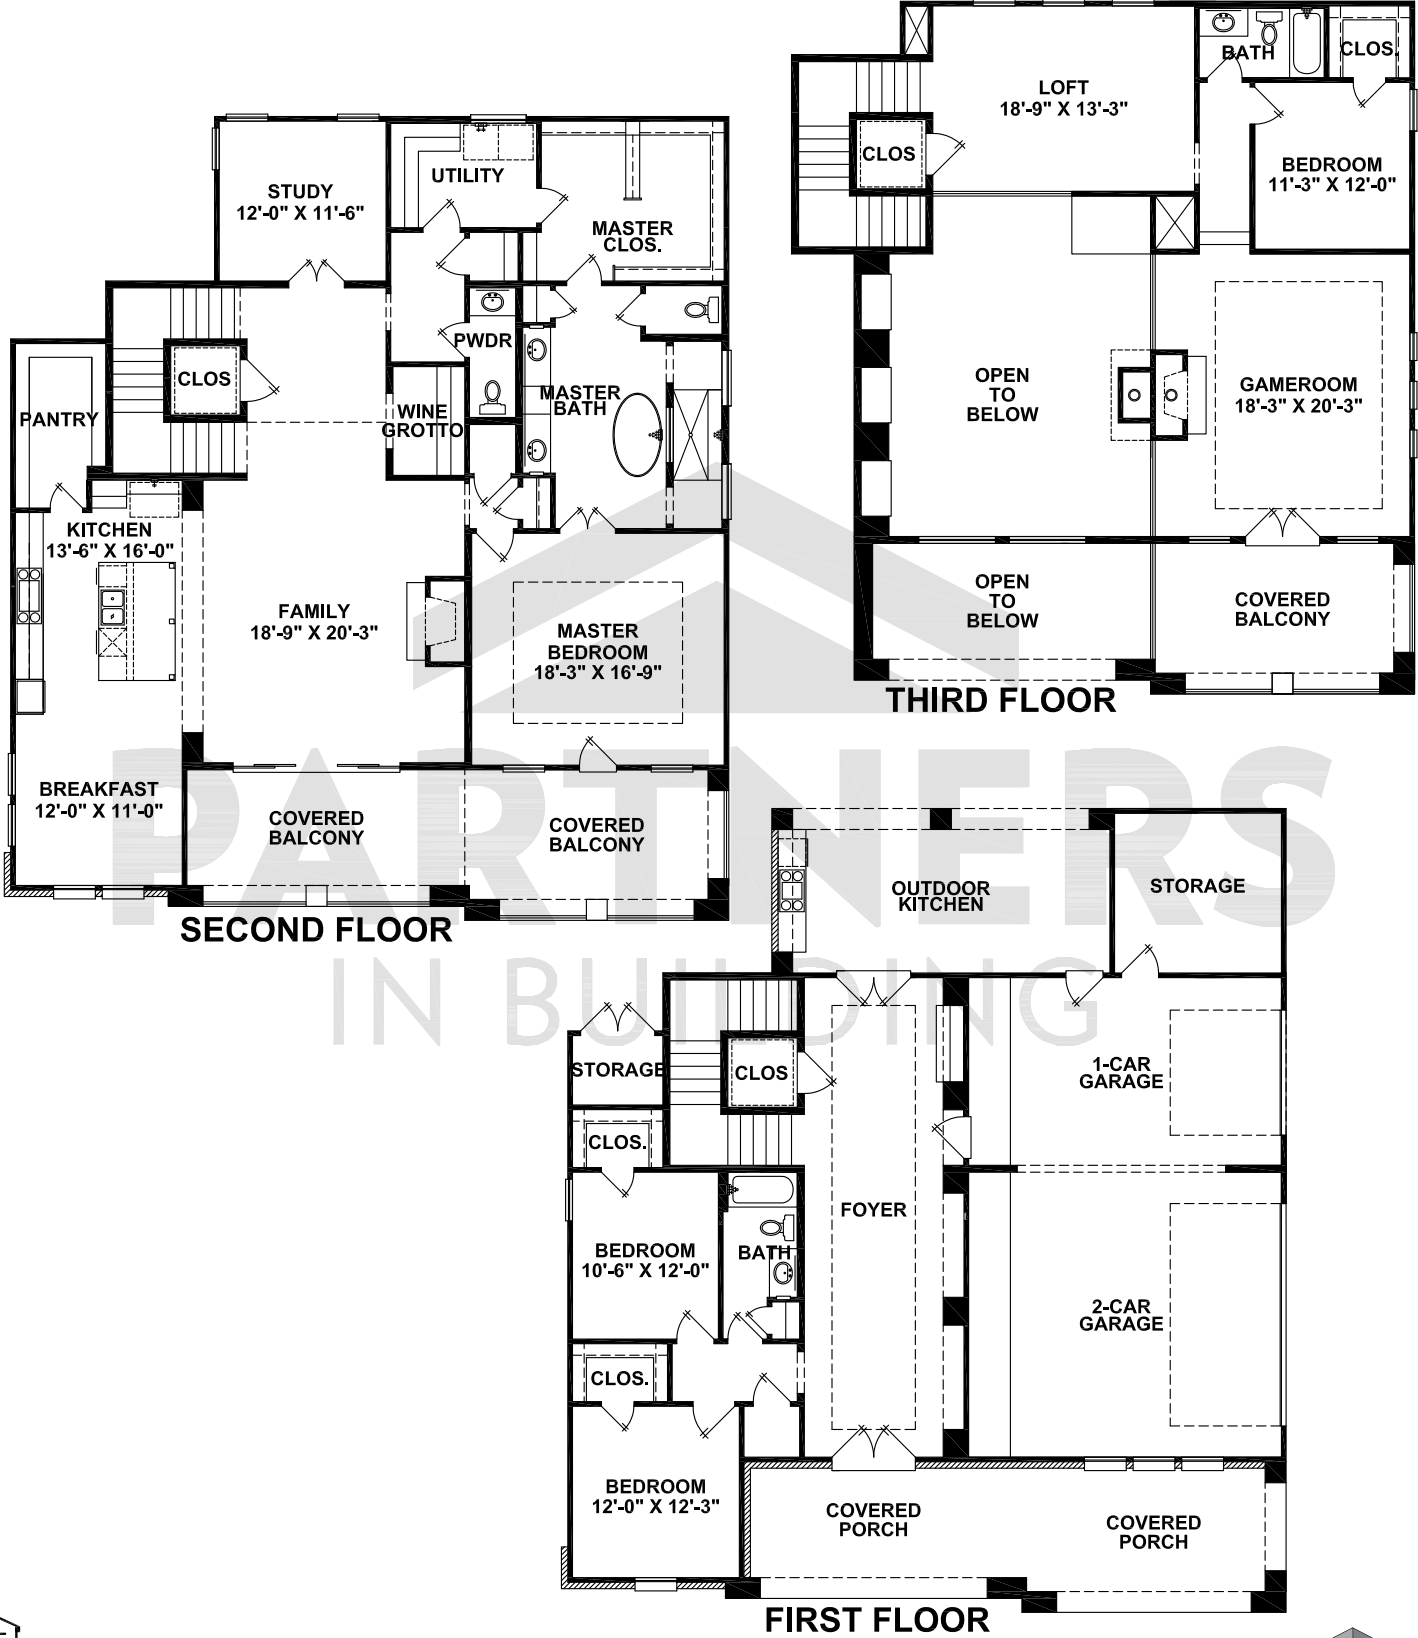 BATH
CLOS.
LOFT
18'-9" X 13'-3"
CLOS
BEDROOM
11'-3" X 12'-0"
OPEN
TO
BELOW
GAMEROOM
18'-3" X 20'-3"
OPEN
TO
BELOW
COVERED
BALCONY
THIRD FLOOR
STUDY
12'-0" X 11'-6"
UTILITY
MASTER
CLOS.
PWDR
CLOS
PANTRY
WINE
GROTTO
MASTER
BATH
KITCHEN
13'-6" X 16'-0"
FAMILY
18'-9" X 20'-3"
MASTER
BEDROOM
18'-3" X 16'-9"
BREAKFAST
12'-0" X 11'-0"
COVERED
BALCONY
COVERED
BALCONY
SECOND FLOOR
PARTNERS
IN BUILDING
OUTDOOR
KITCHEN
STORAGE
STORAGE
CLOS
1-CAR
GARAGE
CLOS.
FOYER
BEDROOM
10'-6" X 12'-0"
BATH
2-CAR
GARAGE
CLOS.
BEDROOM
12'-0" X 12'-3"
COVERED
PORCH
COVERED
PORCH
FIRST FLOOR